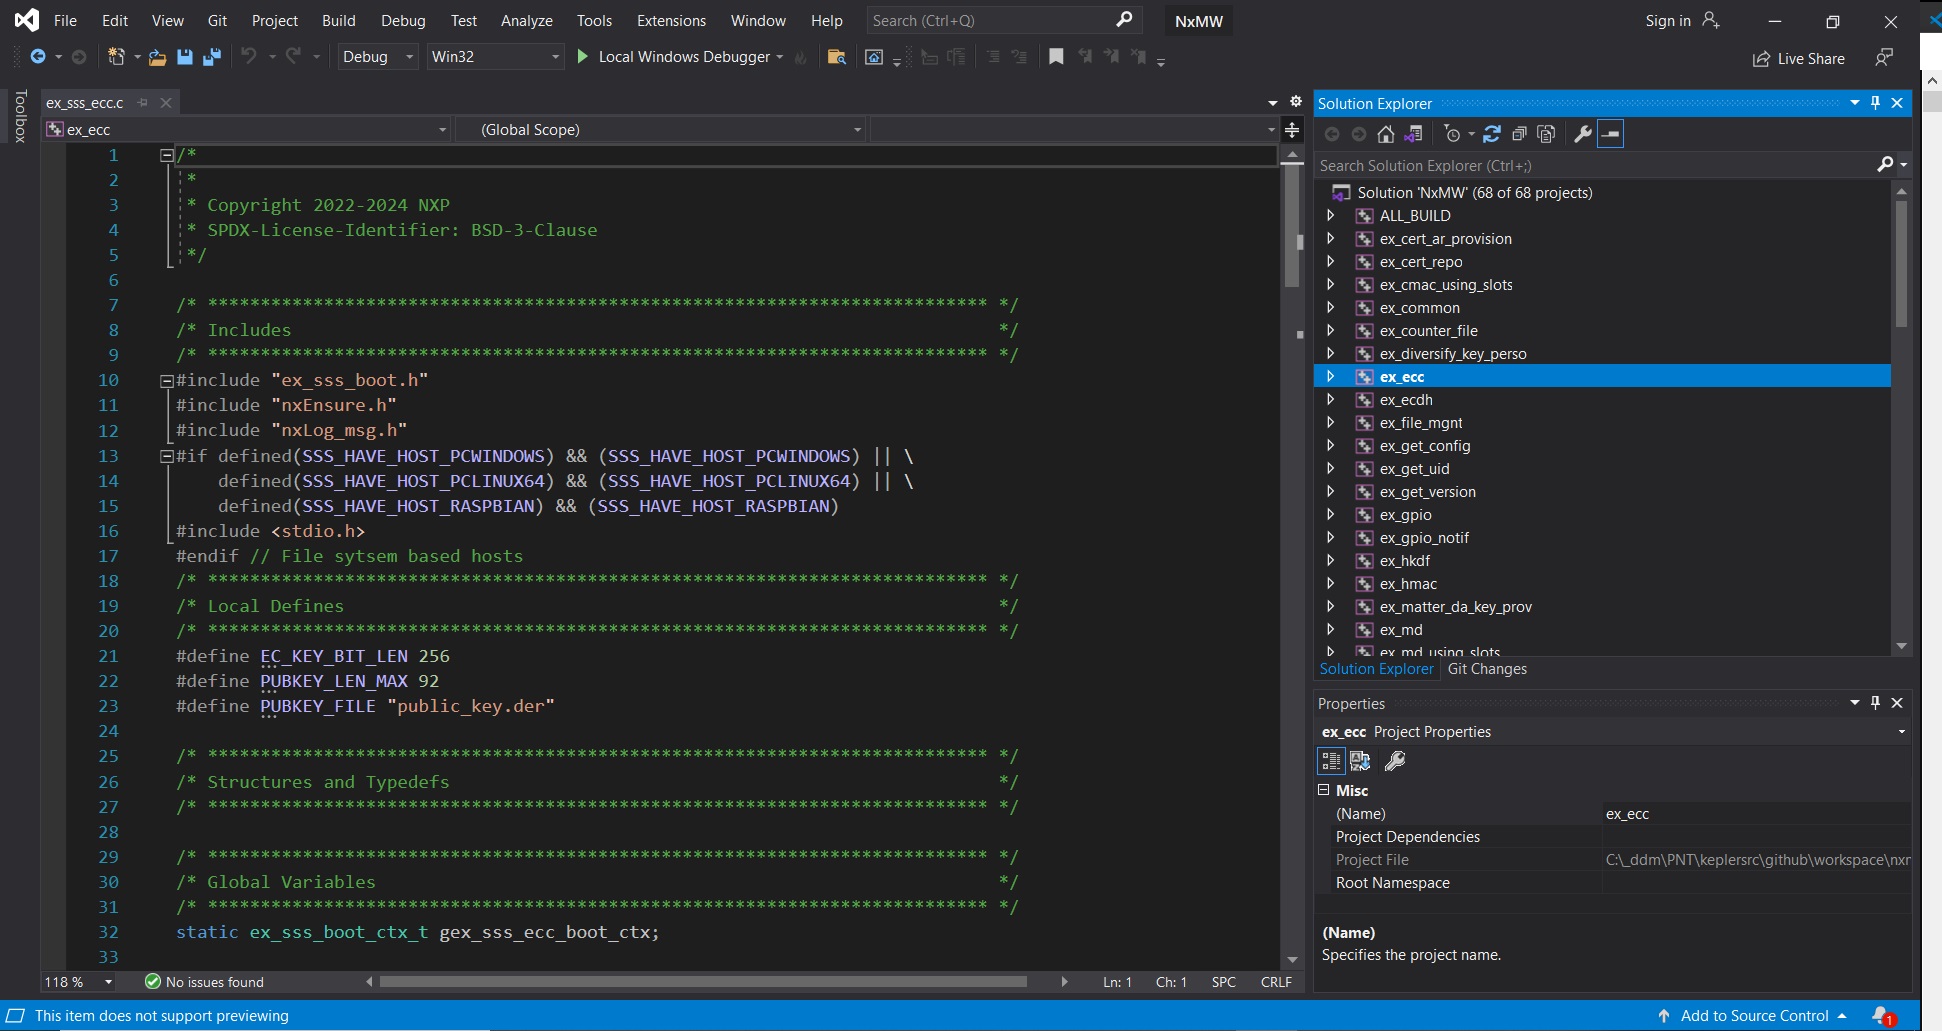 File Edit View Git Project Build Debug Test Analyze Tools Extensions Window Help Search (Ctrl+Q) NxMW Sign in
Debug Win32 Local Windows Debugger Live Share
Toolbox
ex_sss_ecc.c
ex_ecc (Global Scope)
1 /*
2 *
3 * Copyright 2022-2024 NXP
4 * SPDX-License-Identifier: BSD-3-Clause
5 */
6
7 /* ************************************************************************** */
8 /* Includes */
9 /* ************************************************************************** */
10 #include "ex_sss_boot.h"
11 #include "nxEnsure.h"
12 #include "nxLog_msg.h"
13 #if defined(SSS_HAVE_HOST_PCWINDOWS) && (SSS_HAVE_HOST_PCWINDOWS) || \
14 defined(SSS_HAVE_HOST_PCLINUX64) && (SSS_HAVE_HOST_PCLINUX64) || \
15 defined(SSS_HAVE_HOST_RASPBIAN) && (SSS_HAVE_HOST_RASPBIAN)
16 #include <stdio.h>
17 #endif // File sytsem based hosts
18 /* ************************************************************************** */
19 /* Local Defines */
20 /* ************************************************************************** */
21 #define EC_KEY_BIT_LEN 256
22 #define PUBKEY_LEN_MAX 92
23 #define PUBKEY_FILE "public_key.der"
24
25 /* ************************************************************************** */
26 /* Structures and Typedefs */
27 /* ************************************************************************** */
28
29 /* ************************************************************************** */
30 /* Global Variables */
31 /* ************************************************************************** */
32 static ex_sss_boot_ctx_t gex_sss_ecc_boot_ctx;
33
118 % No issues found Ln: 1 Ch: 1 SPC CRLF
Solution Explorer
Search Solution Explorer (Ctrl+;)
Solution 'NxMW' (68 of 68 projects)
ALL_BUILD
ex_cert_ar_provision
ex_cert_repo
ex_cmac_using_slots
ex_common
ex_counter_file
ex_diversify_key_perso
ex_ecc
ex_ecdh
ex_file_mgnt
ex_get_config
ex_get_uid
ex_get_version
ex_gpio
ex_gpio_notif
ex_hkdf
ex_hmac
ex_matter_da_key_prov
ex_md
ex_md_using_slots
Solution Explorer Git Changes
Properties
ex_ecc Project Properties
Misc
(Name) ex_ecc
Project Dependencies
Project File C:\_ddm\PNT\keplersrc\github\workspace\nxr
Root Namespace
(Name)
Specifies the project name.
This item does not support previewing Add to Source Control 1